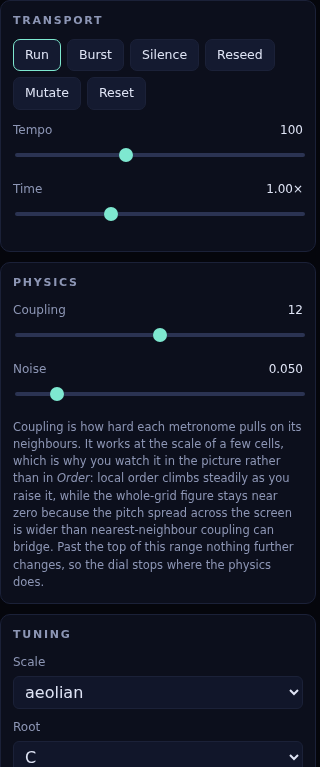 TRANSPORT
Run Burst Silence Reseed
Mutate Reset
Tempo 100
Time 1.00×
PHYSICS
Coupling 12
Noise 0.050
Coupling is how hard each metronome pulls on its
neighbours. It works at the scale of a few cells,
which is why you watch it in the picture rather
than in Order: local order climbs steadily as you
raise it, while the whole-grid figure stays near
zero because the pitch spread across the screen
is wider than nearest-neighbour coupling can
bridge. Past the top of this range nothing further
changes, so the dial stops where the physics
does.
TUNING
Scale
aeolian
Root
C